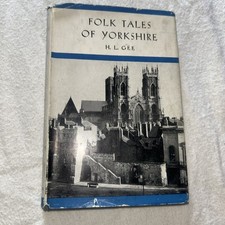 FOLK TALES
OF YORKSHIRE
H. L. GEE